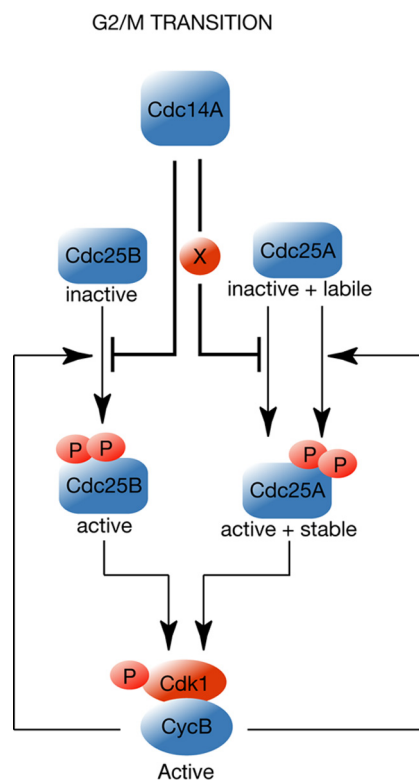 G2/M TRANSITION
Cdc14A
Cdc25B
inactive
X
Cdc25A
inactive + labile
P P
Cdc25B
active
P P
Cdc25A
active + stable
P
Cdk1
CycB
Active